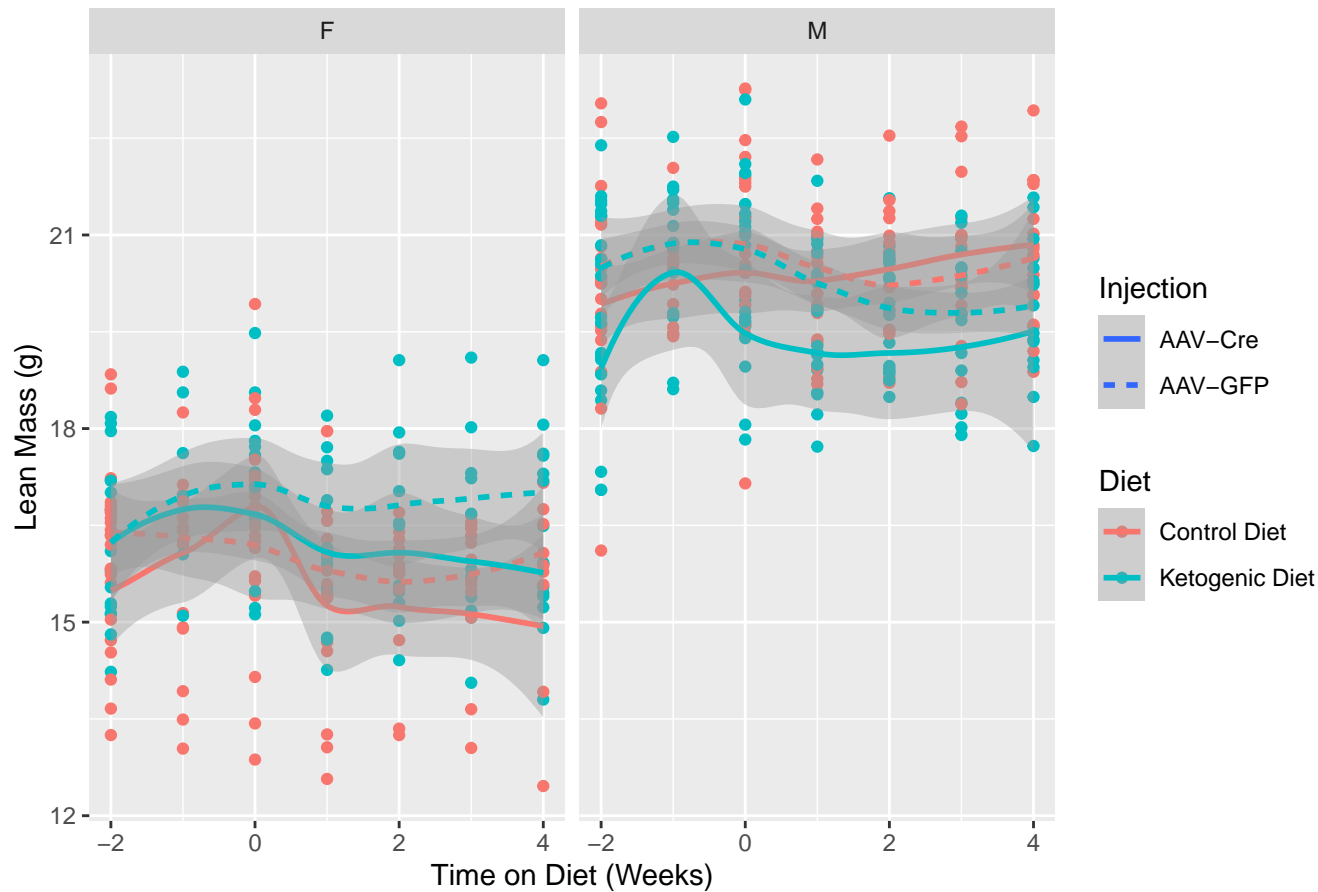 F
M
Lean Mass (g)
21
18
15
12
−2
0
2
4
−2
0
2
4
Time on Diet (Weeks)
Injection
AAV−Cre
AAV−GFP
Diet
Control Diet
Ketogenic Diet